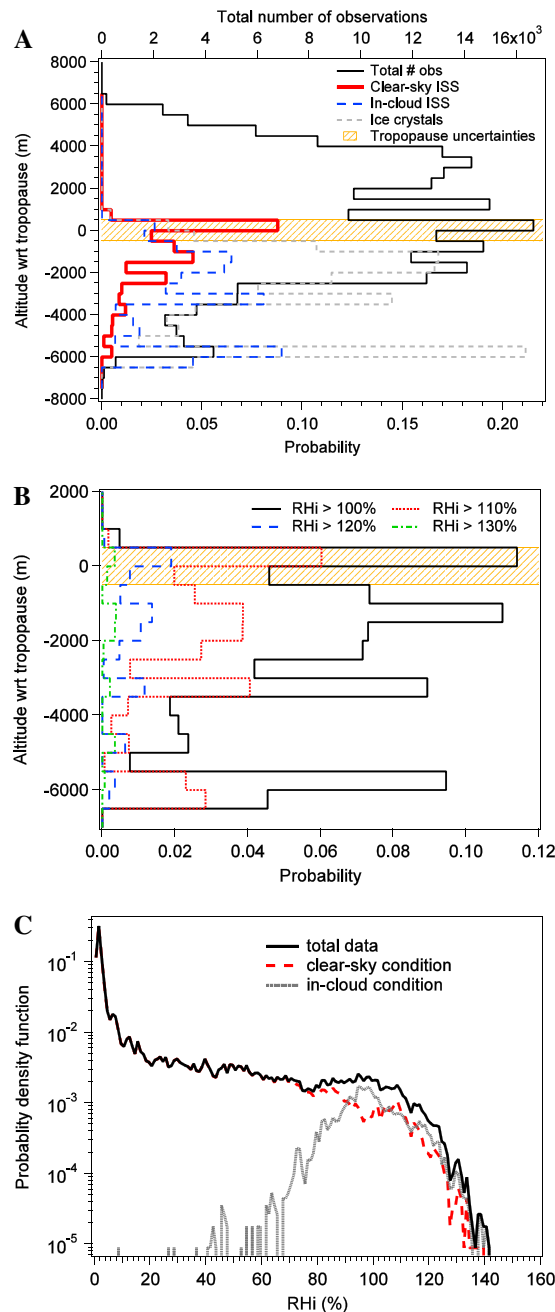 A
Total number of observations
0 2 4 6 8 10 12 14 16x10³
Total # obs
Clear-sky ISS
In-cloud ISS
Ice crystals
Tropopause uncertainties
8000
6000
4000
2000
0
-2000
-4000
-6000
-8000
Altitude wrt tropopause (m)
0.00 0.05 0.10 0.15 0.20
Probability
B
RHi > 100% RHi > 110%
RHi > 120% RHi > 130%
2000
0
-2000
-4000
-6000
Altitude wrt tropopause (m)
0.00 0.02 0.04 0.06 0.08 0.10 0.12
Probability
C
total data
clear-sky condition
in-cloud condition
10⁻¹
10⁻²
10⁻³
10⁻⁴
10⁻⁵
Probablity density function
0 20 40 60 80 100 120 140 160
RHi (%)